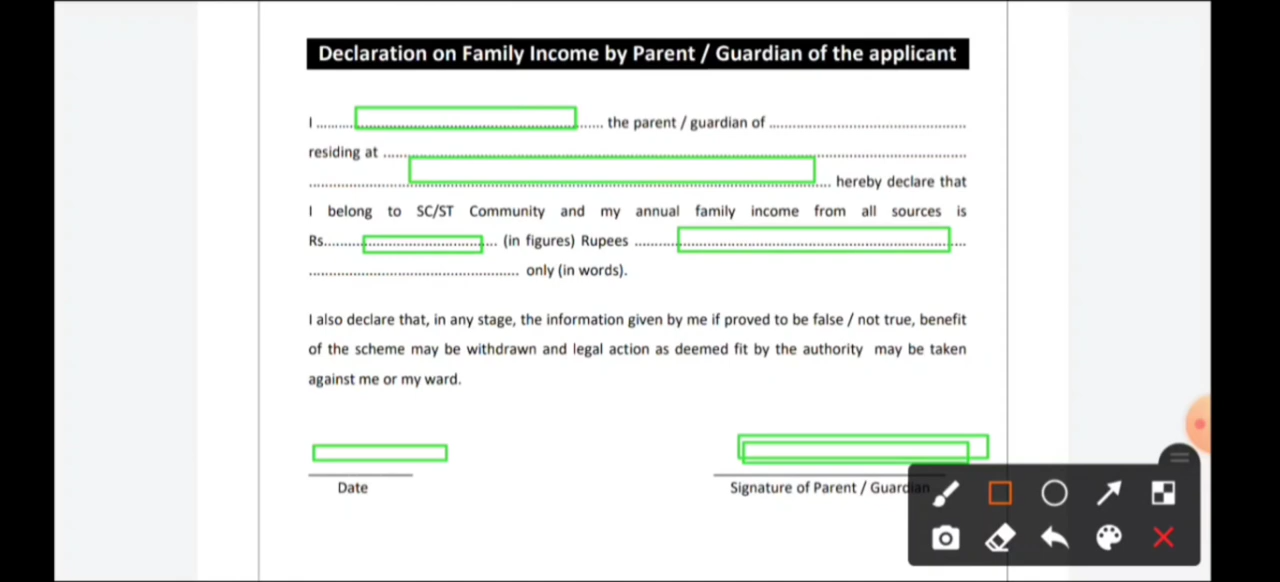 Declaration on Family Income by Parent / Guardian of the applicant
I ............................................................ the parent / guardian of ..........................................
residing at ............................................................................................................................
................................................................................................................ hereby declare that
I belong to SC/ST Community and my annual family income from all sources is
Rs..................................... (in figures) Rupees .......................................................................
............................................. only (in words).
I also declare that, in any stage, the information given by me if proved to be false / not true, benefit
of the scheme may be withdrawn and legal action as deemed fit by the authority may be taken
against me or my ward.
Date
Signature of Parent / Guardian